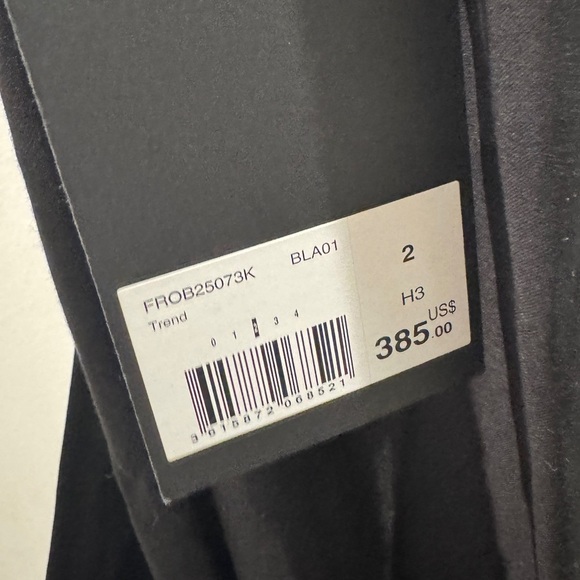 FROB25073K BLA01
Trend
0 1 2 3 4
3 615872 068521
2
H3
US$
385.00